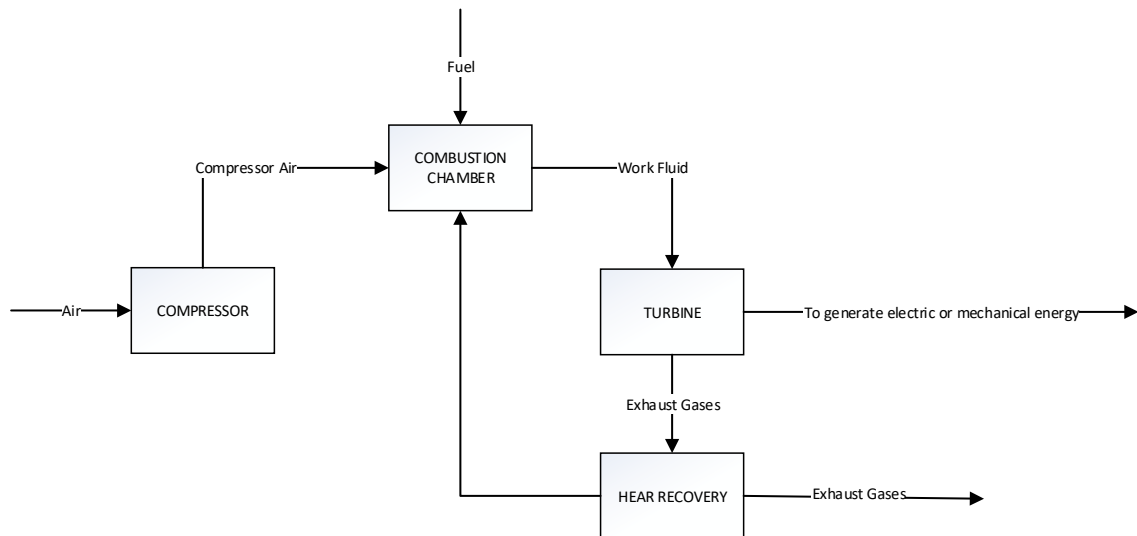 Fuel
COMBUSTION
CHAMBER
Compressor Air
Work Fluid
Air
COMPRESSOR
TURBINE
To generate electric or mechanical energy
Exhaust Gases
HEAR RECOVERY
Exhaust Gases